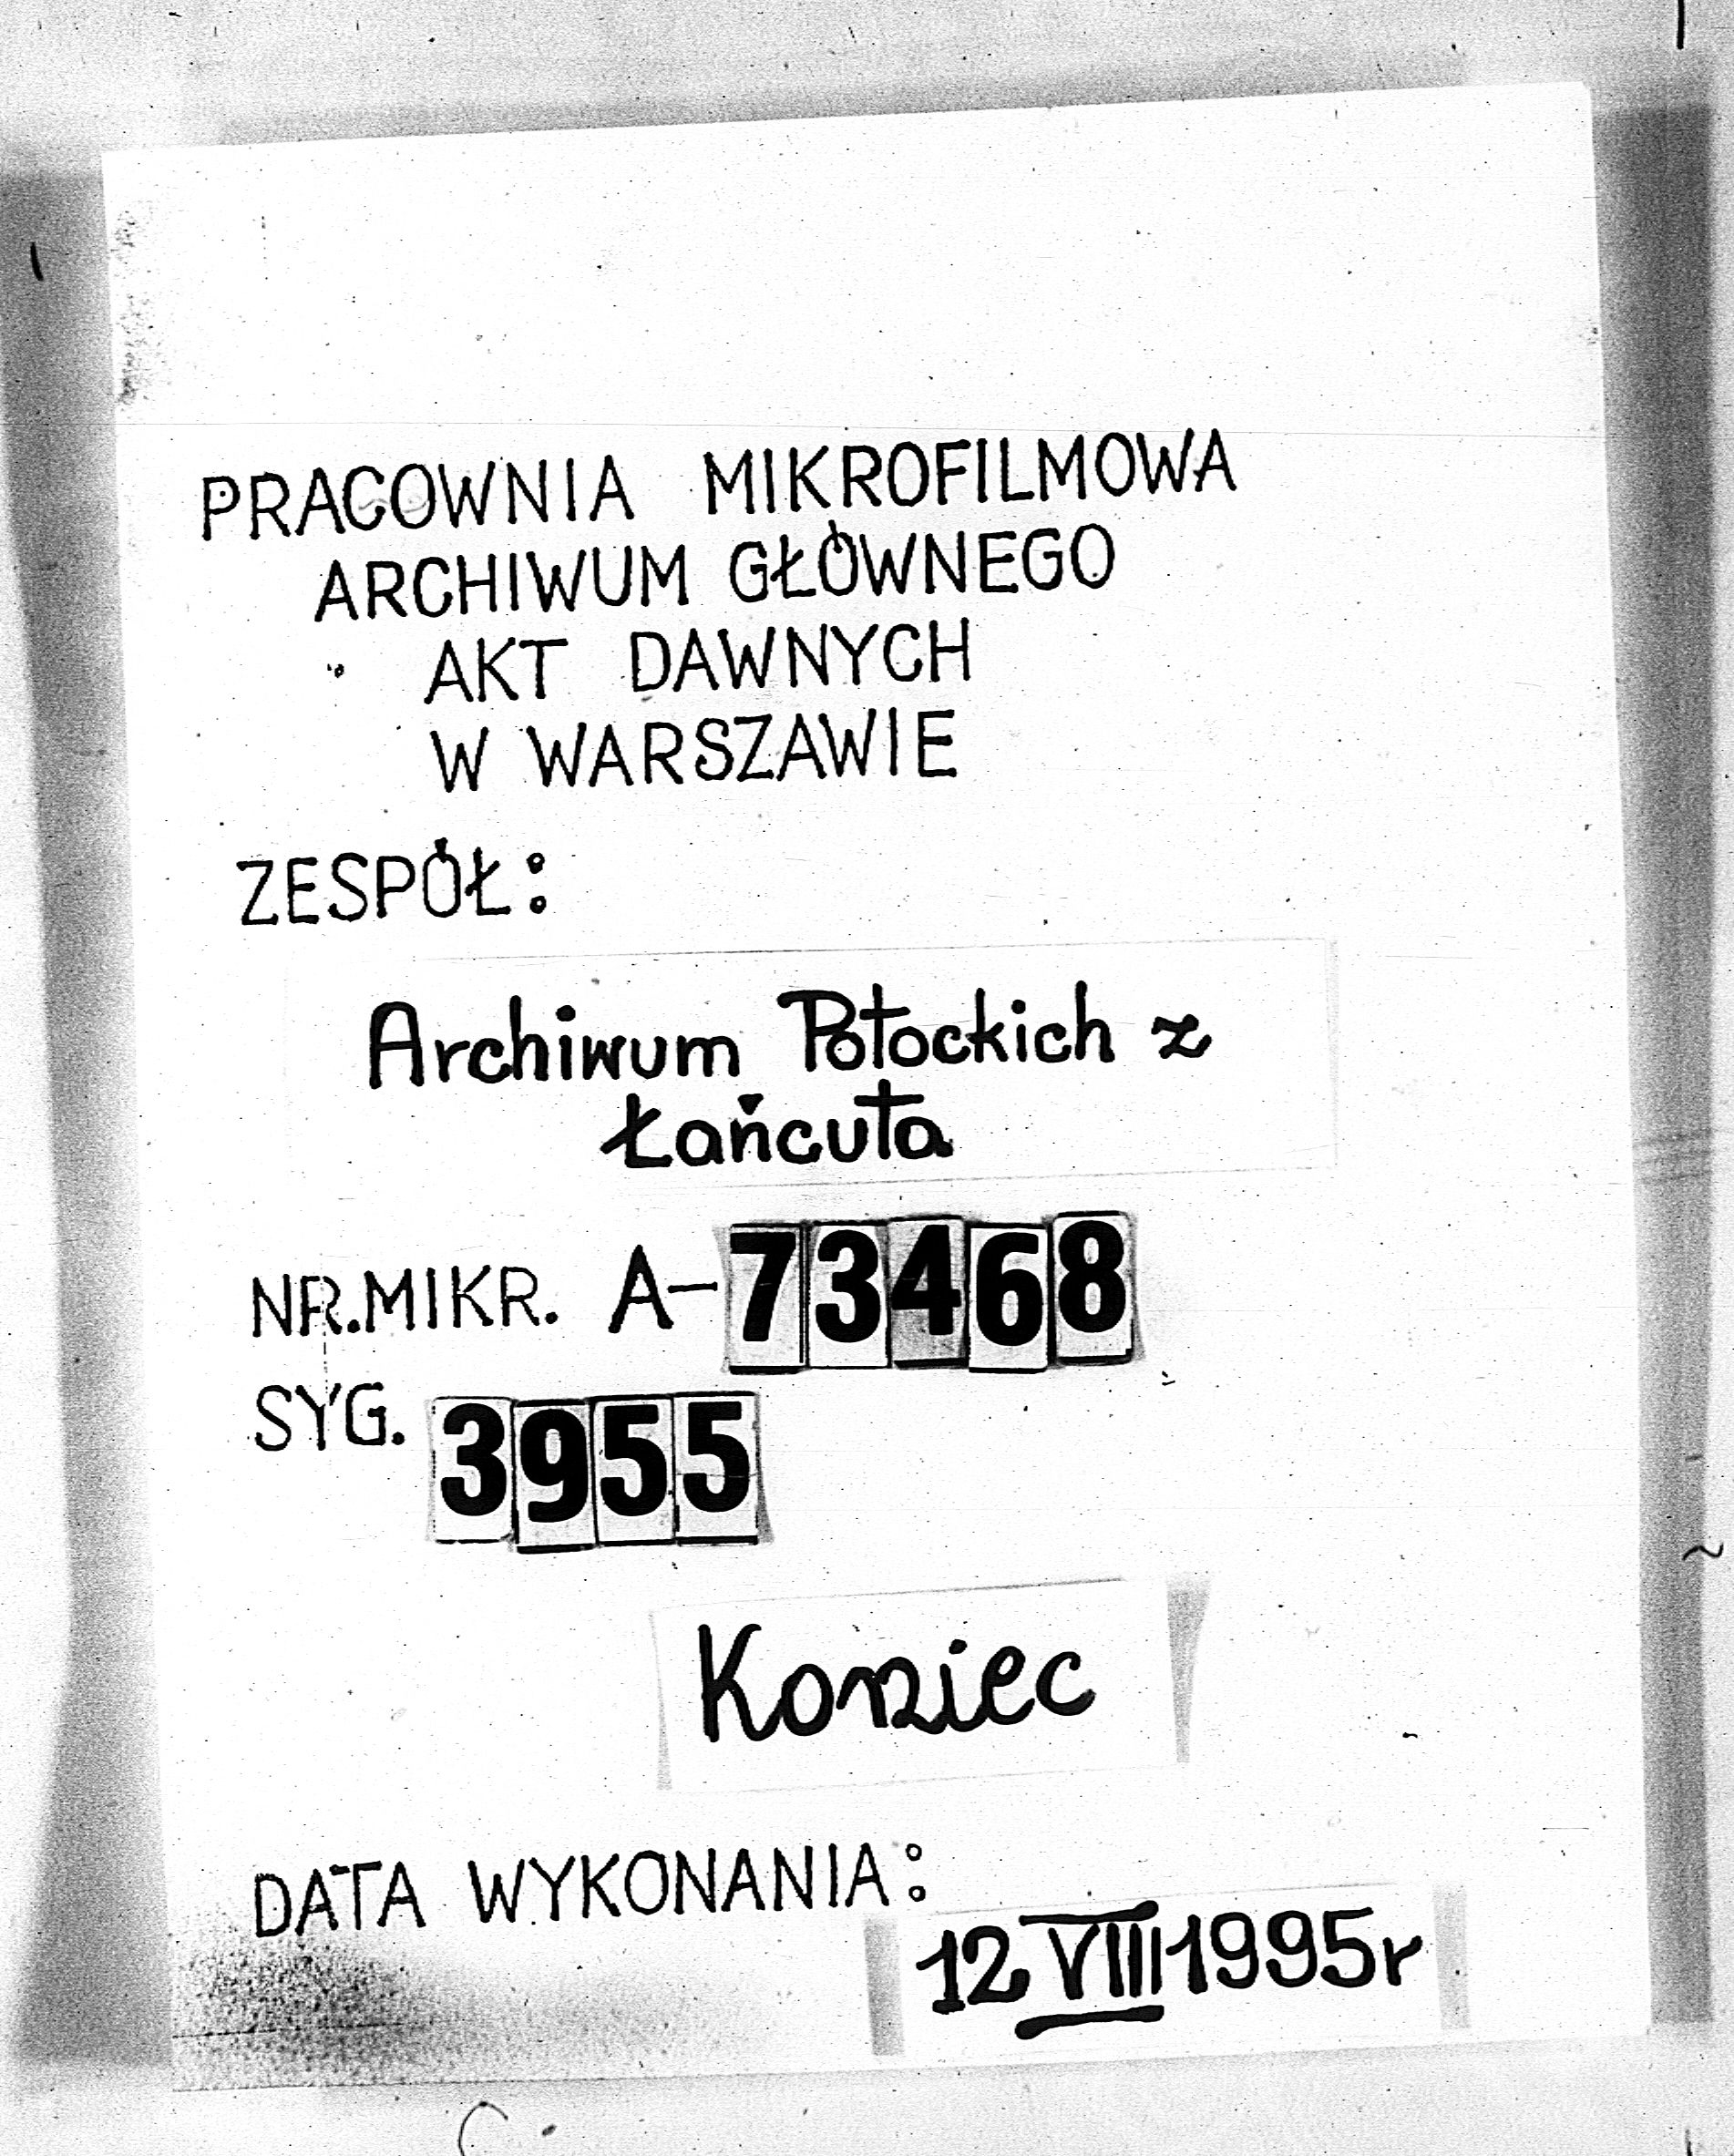 PRACOWNIA MIKROFILMOWA
ARCHIWUM GŁÓWNEGO
AKT DAWNYCH
W WARSZAWIE
ZESPÓŁ:
Archiwum Potockich z
Łańcuta
NR.MIKR. A-73468
SYG. 3955
Koniec
DATA WYKONANIA:
12 VIII 1995r